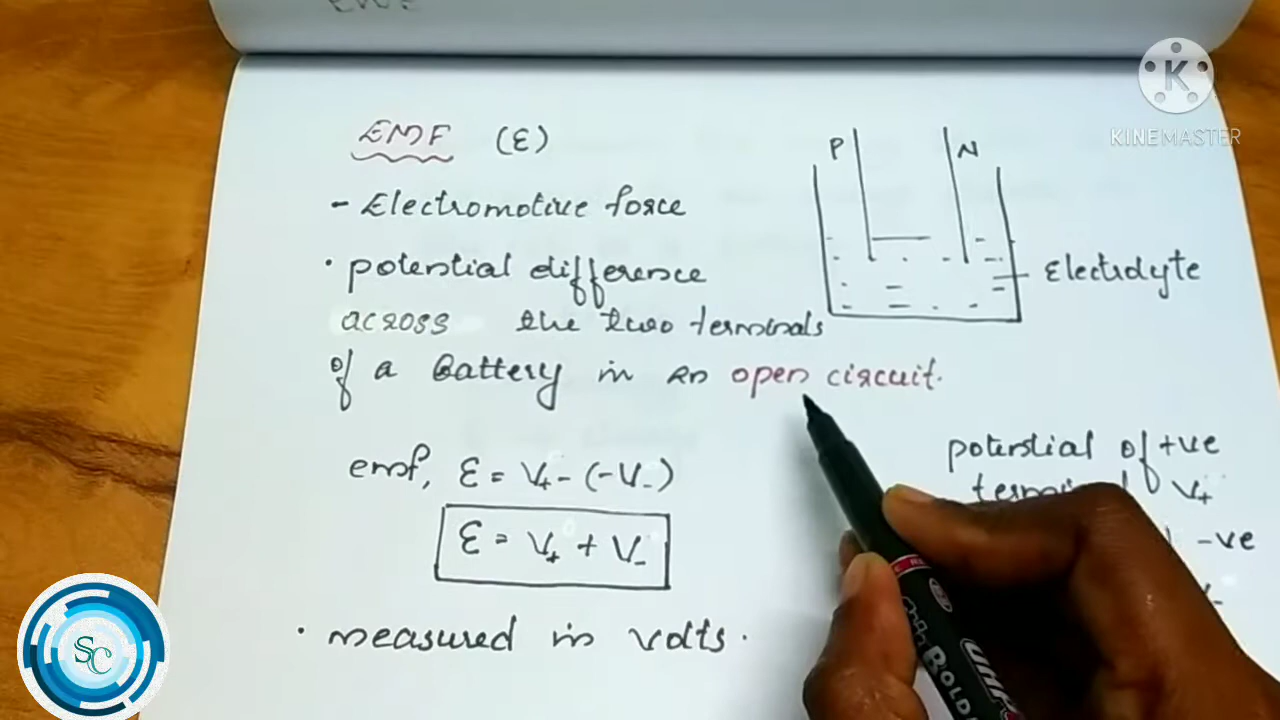 EMF (ε)
- Electromotive force
· potential difference
across the two terminals
of a Battery in an open circuit.
emf, ε = V₊ - (-V₋)
ε = V₊ + V₋
· measured in volts.
P N
Electrolyte
potential of +ve
V₊
-ve
K
KINEMASTER
SC
BOLD